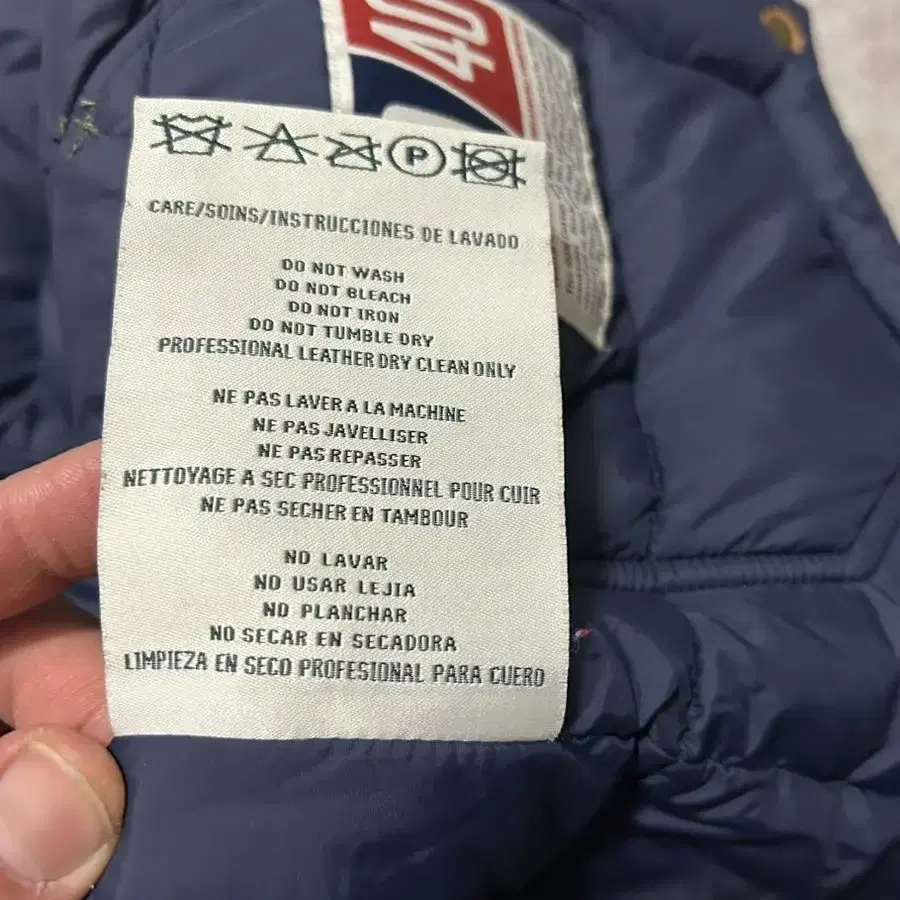 40
P
CARE/SOINS/INSTRUCCIONES DE LAVADO
DO NOT WASH
DO NOT BLEACH
DO NOT IRON
DO NOT TUMBLE DRY
PROFESSIONAL LEATHER DRY CLEAN ONLY
NE PAS LAVER A LA MACHINE
NE PAS JAVELLISER
NE PAS REPASSER
NETTOYAGE A SEC PROFESSIONNEL POUR CUIR
NE PAS SECHER EN TAMBOUR
NO LAVAR
NO USAR LEJIA
NO PLANCHAR
NO SECAR EN SECADORA
LIMPIEZA EN SECO PROFESIONAL PARA CUERO